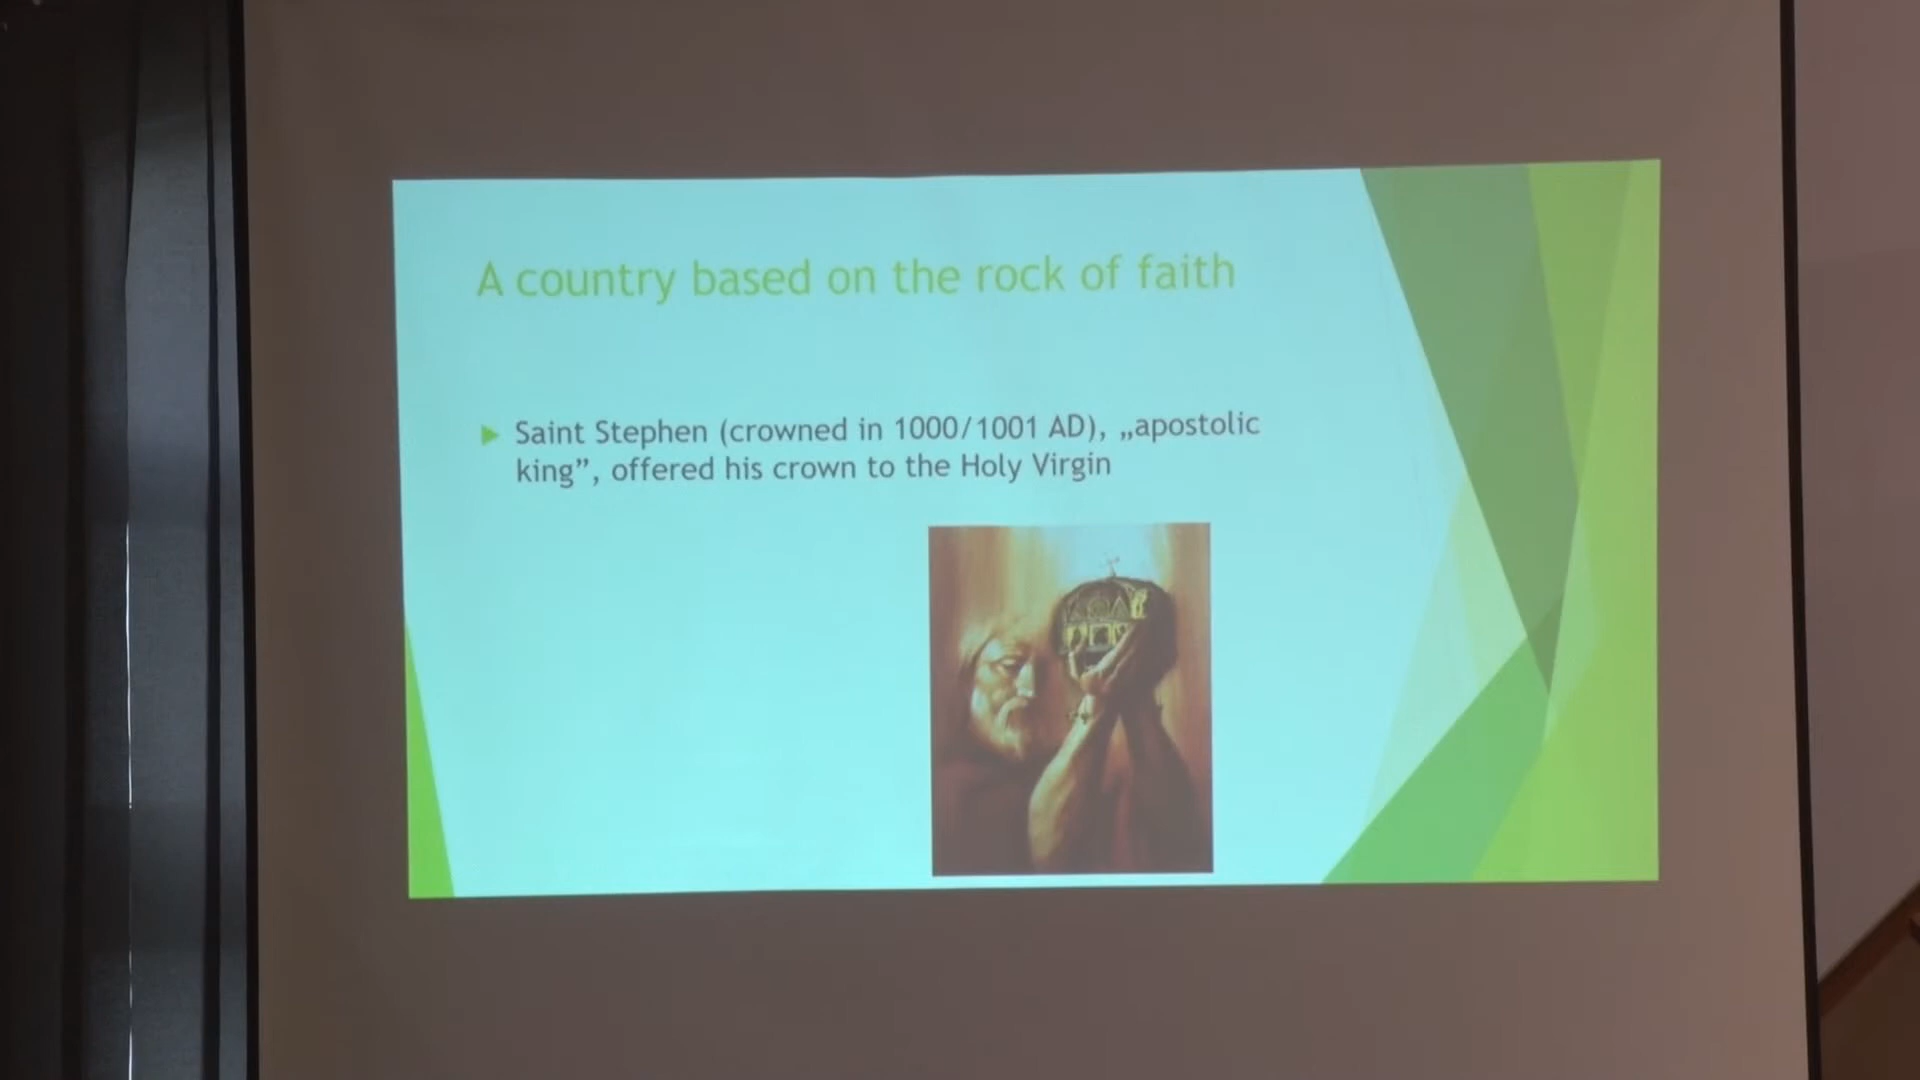 A country based on the rock of faith
Saint Stephen (crowned in 1000/1001 AD), „apostolic
king”, offered his crown to the Holy Virgin